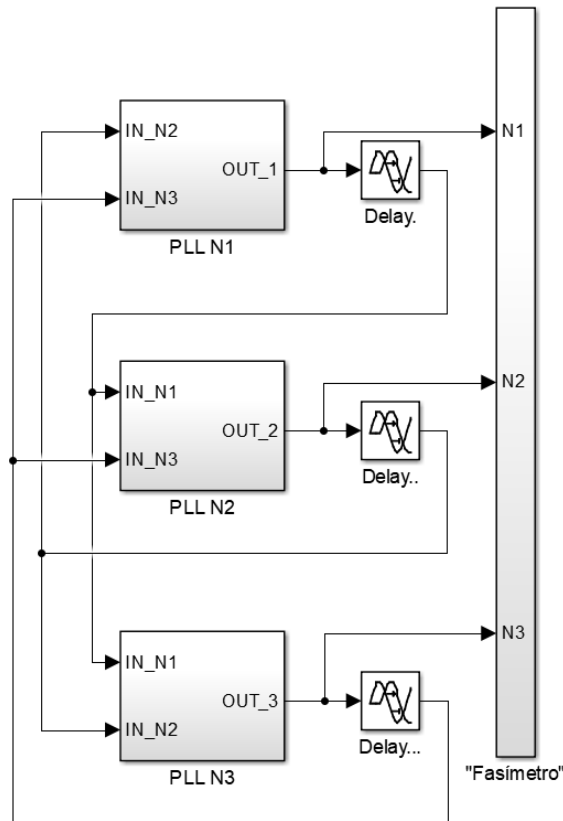 IN_N2
IN_N3
OUT_1
PLL N1
Delay.
N1
IN_N1
IN_N3
OUT_2
PLL N2
Delay..
N2
IN_N1
IN_N2
OUT_3
PLL N3
Delay...
N3
"Fasímetro"